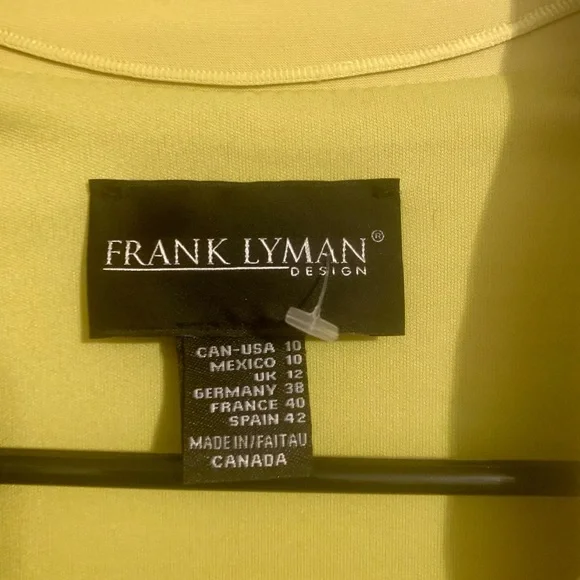 FRANK LYMAN®
DESIGN
CAN-USA 10
MEXICO 10
UK 12
GERMANY 38
FRANCE 40
SPAIN 42
MADE IN/FAIT AU
CANADA